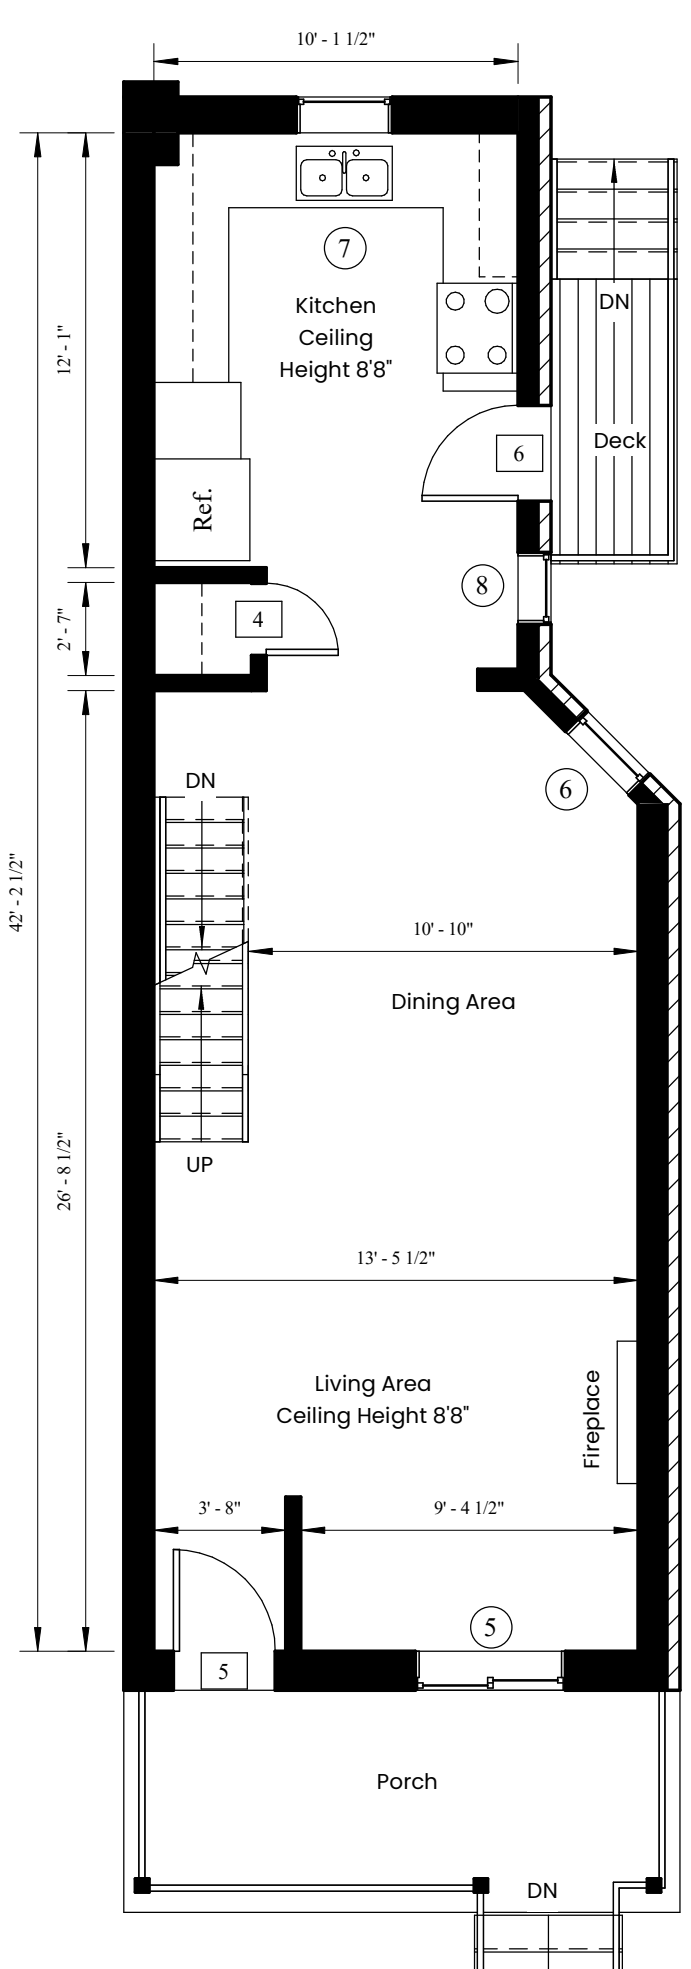 10' - 1 1/2"
7
Kitchen
Ceiling
Height 8'8"
DN
12' - 1"
Deck
6
Ref.
8
4
2' - 7"
DN
6
42' - 2 1/2"
10' - 10"
Dining Area
26' - 8 1/2"
UP
13' - 5 1/2"
Living Area
Ceiling Height 8'8"
Fireplace
3' - 8"
9' - 4 1/2"
5
5
Porch
DN